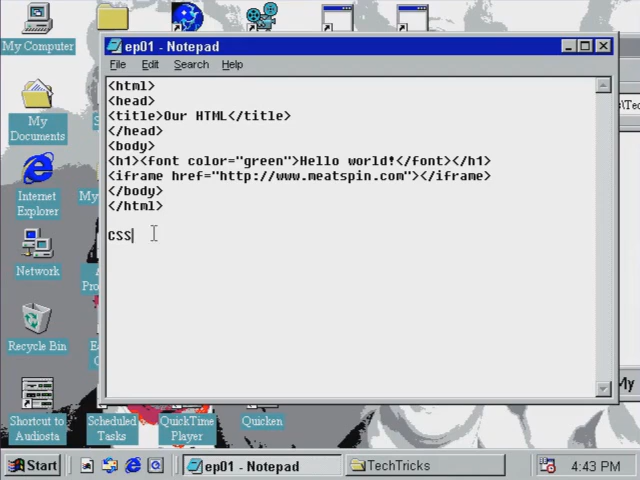 My Computer
ep01 - Notepad
File Edit Search Help
<html>
<head>
<title>Our HTML</title>
</head>
<body>
<h1><font color="green">Hello world!</font></h1>
<iframe href="http://www.meatspin.com"></iframe>
</body>
</html>
css
My
Documents
Internet
Explorer
Network
Recycle Bin
Shortcut to
Audiosta
Scheduled
Tasks
QuickTime
Player
Quicken
My
Start
ep01 - Notepad
TechTricks
4:43 PM